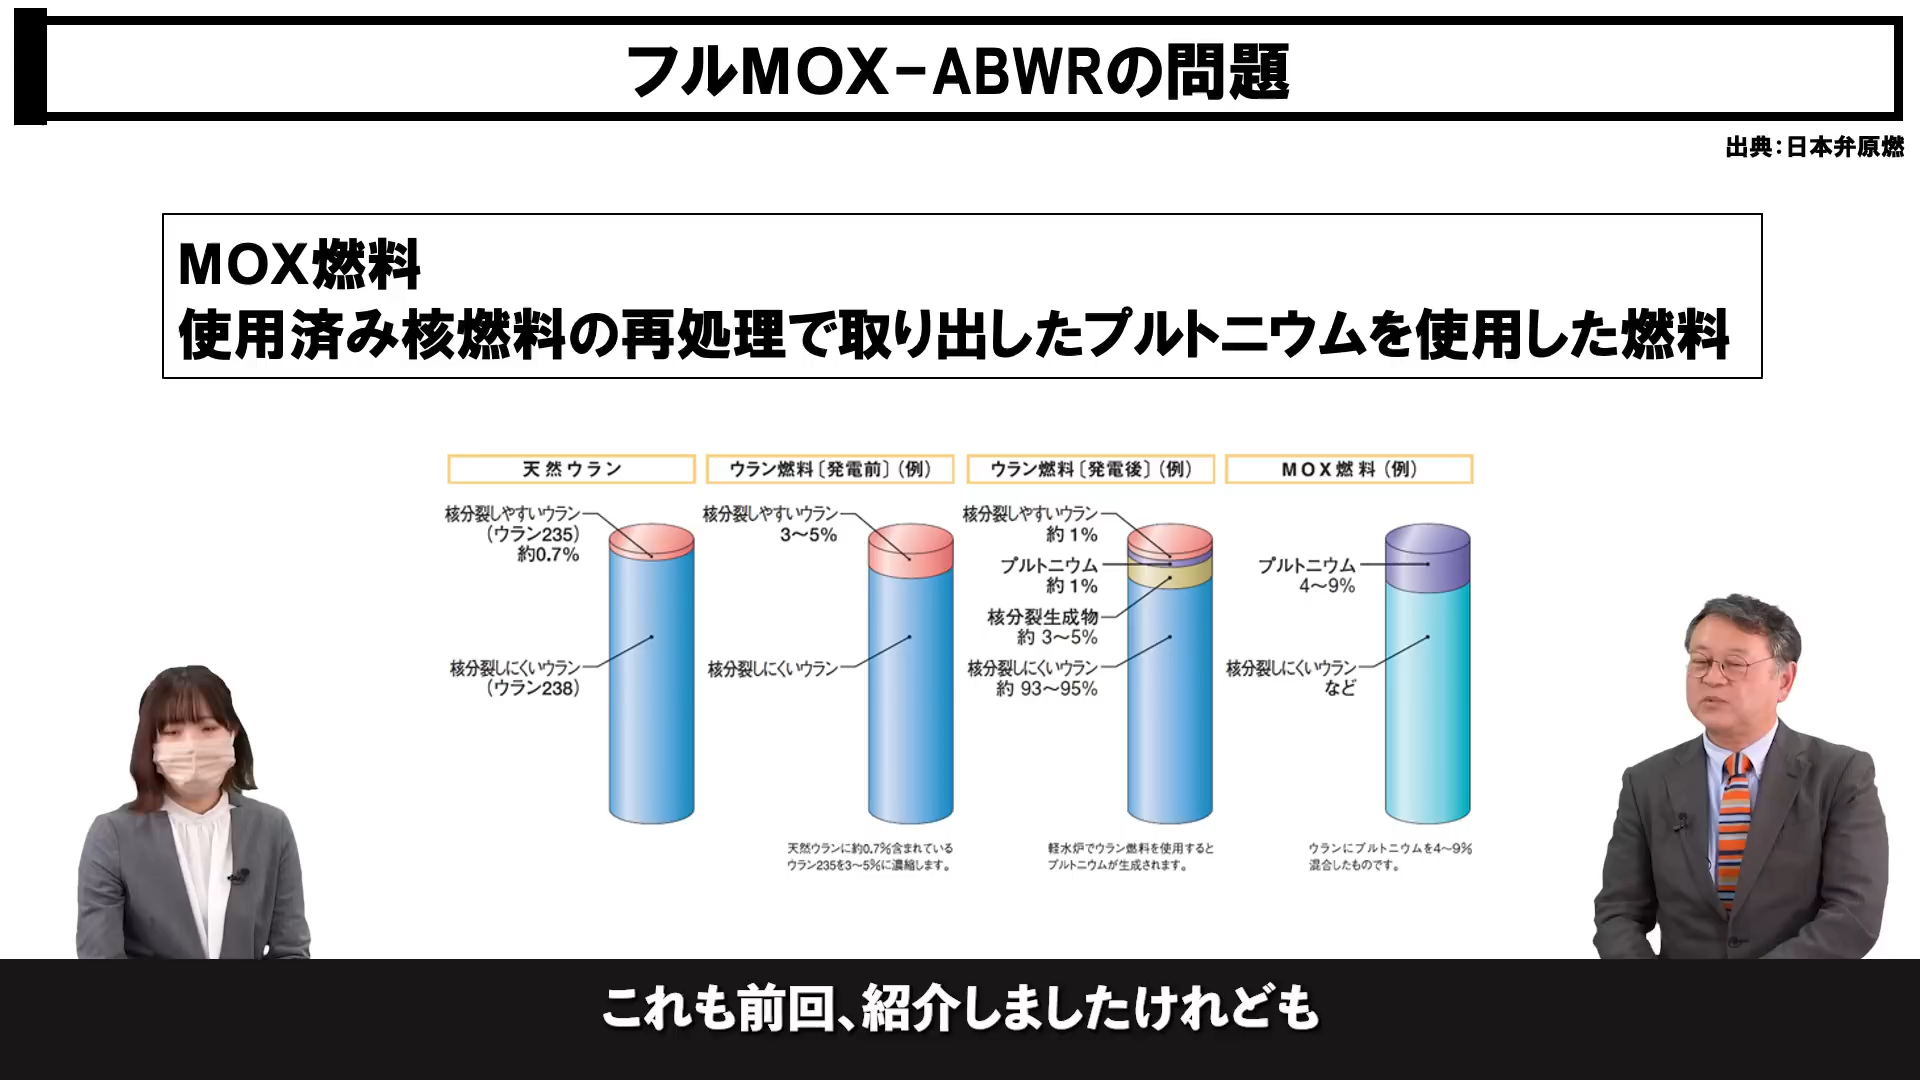 フルMOX-ABWRの問題
出典：日本弁原燃
MOX燃料
使用済み核燃料の再処理で取り出したプルトニウムを使用した燃料
天然ウラン
核分裂しやすいウラン
（ウラン235）
約0.7%
核分裂しにくいウラン
（ウラン238）
ウラン燃料〔発電前〕（例）
核分裂しやすいウラン
3〜5%
核分裂しにくいウラン
天然ウランに約0.7%含まれている
ウラン235を3〜5%に濃縮します。
ウラン燃料〔発電後〕（例）
核分裂しやすいウラン
約 1%
プルトニウム
約 1%
核分裂生成物
約 3〜5%
核分裂しにくいウラン
約 93〜95%
軽水炉でウラン燃料を使用すると
プルトニウムが生成されます。
MOX燃料（例）
プルトニウム
4〜9%
核分裂しにくいウラン
など
ウランにプルトニウムを4〜9%
混合したものです。
これも前回、紹介しましたけれども